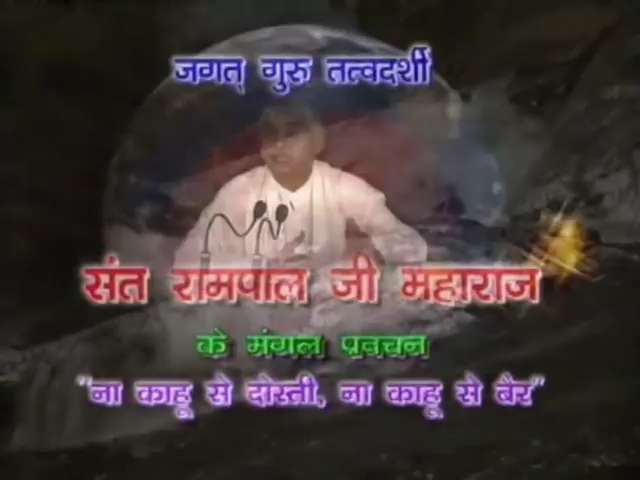 जगत् गुरु तत्वदर्शी
संत रामपाल जी महाराज
के मंगल प्रवचन
"ना काहू से दोस्ती, ना काहू से बैर"